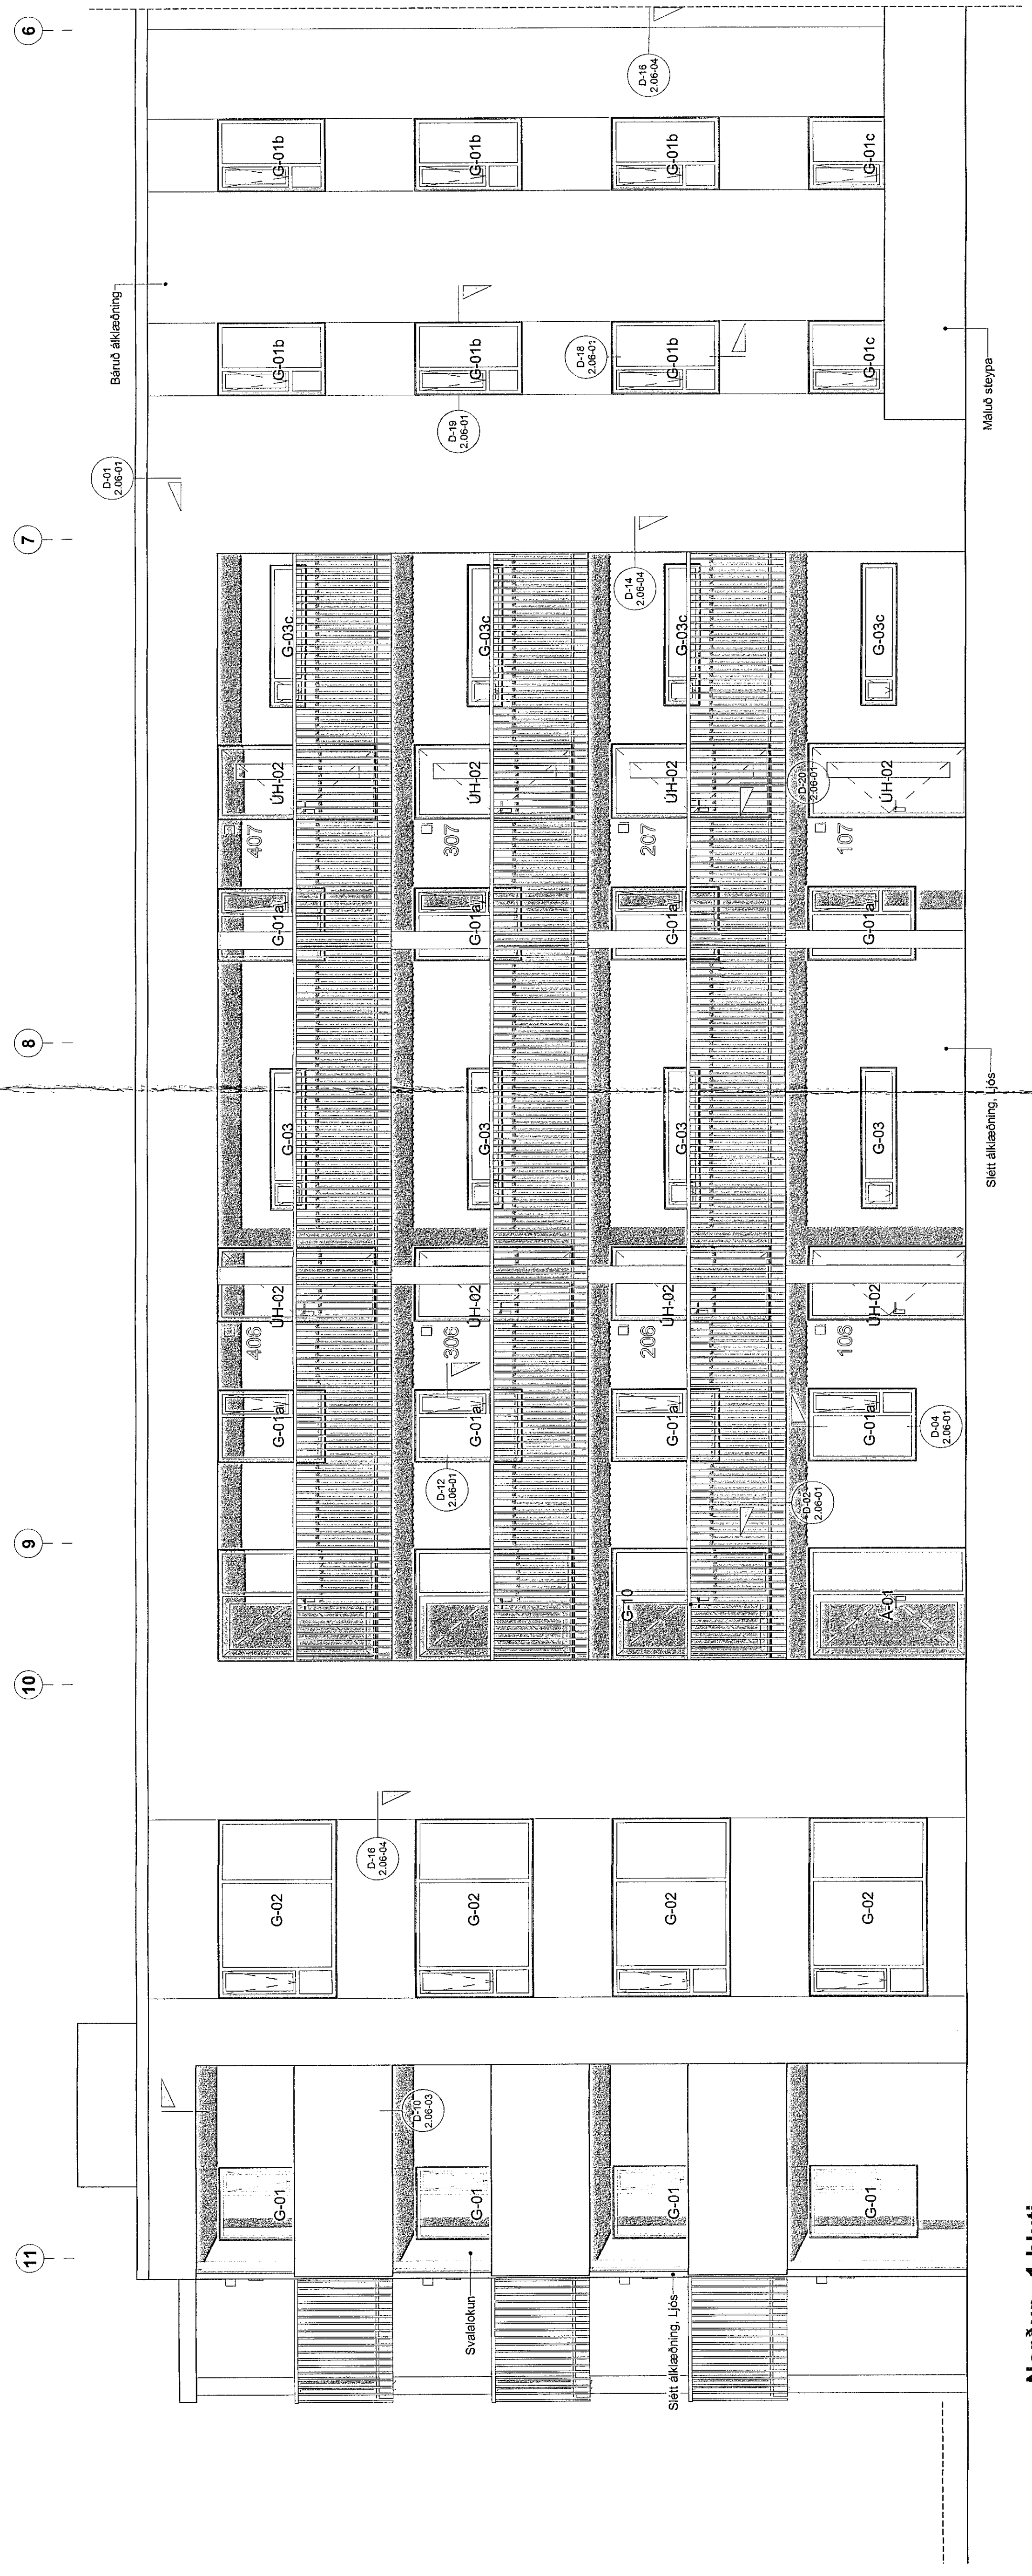 11
10
9
8
7
6
D-01
2.06-01
Báruð álklæðning
G-01b
G-01b
407
ÚH-02
G-03c
G-01a
G-03
406
ÚH-02
G-01a
G-02
G-01
D-16
2.06-04
D-10
2.06-03
D-19
2.06-01
G-01b
G-01b
307
ÚH-02
G-03c
G-01a
G-03
306
ÚH-02
G-01a
D-12
2.06-01
G-02
G-01
Svalalokun
D-18
2.06-01
D-16
2.06-04
D-14
2.06-04
G-01b
G-01b
207
ÚH-02
G-03c
G-01a
G-03
206
ÚH-02
G-01a
G-10
G-02
G-01
Slétt álklæðning, Ljós
D-20
2.06-01
D-02
2.06-01
G-01c
G-01c
107
ÚH-02
G-03c
G-01a
G-03
106
ÚH-02
G-01a
Á-01
G-02
G-01
D-04
2.06-01
Slétt álklæðning, Ljós
Máluð steypa